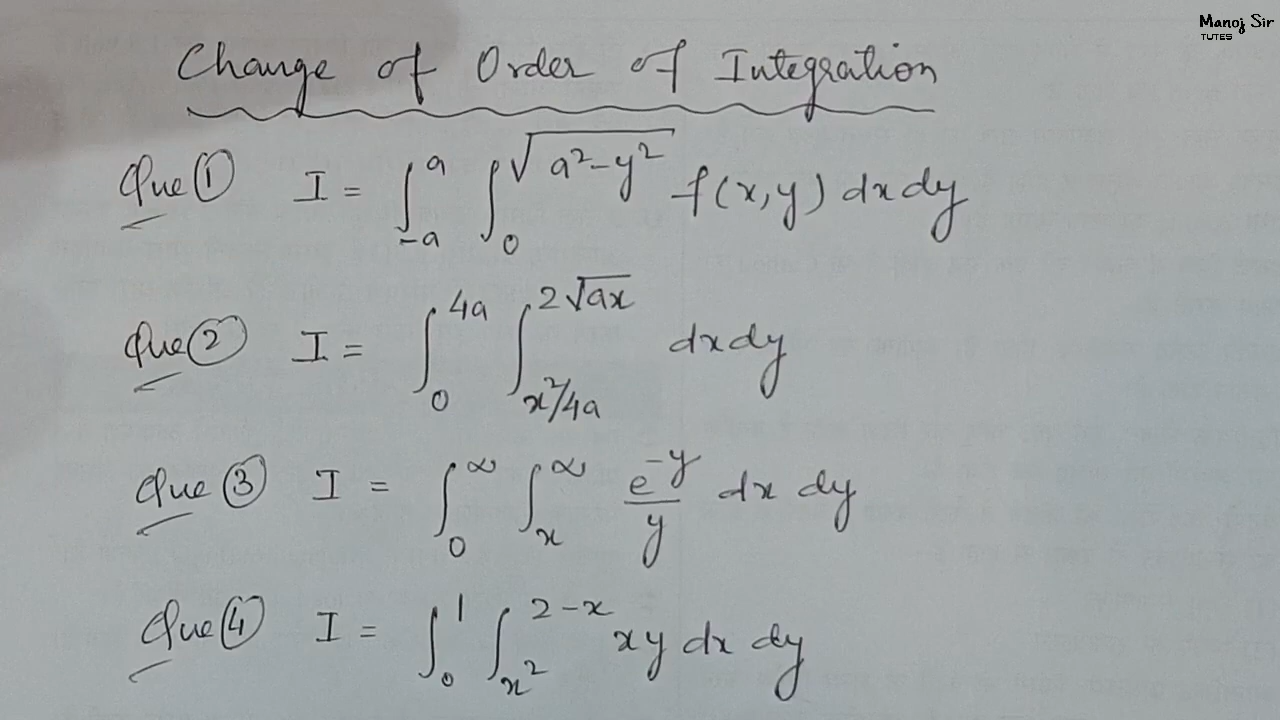 Manoj Sir
TUTES
Change of Order of Integration
Que ① I = ∫_{-a}^{a} ∫_{0}^{√(a²-y²)} f(x,y) dx dy
Que ② I = ∫_{0}^{4a} ∫_{x²/4a}^{2√(ax)} dx dy
Que ③ I = ∫_{0}^{∞} ∫_{x}^{∞} e^{-y}/y dx dy
Que ④ I = ∫_{0}^{1} ∫_{x²}^{2-x} xy dx dy